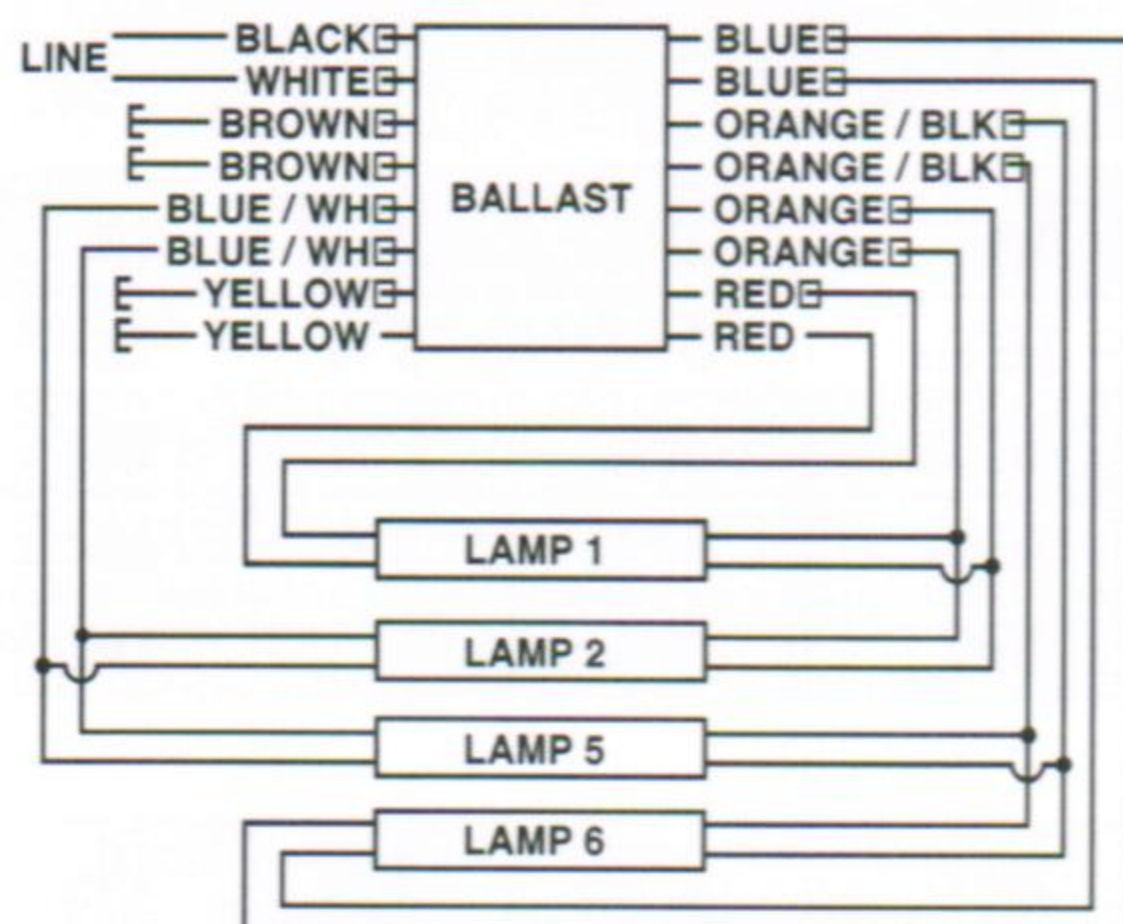 LINE
BLACK
WHITE
BROWN
BROWN
BLUE / WH
BLUE / WH
YELLOW
YELLOW
BALLAST
BLUE
BLUE
ORANGE / BLK
ORANGE / BLK
ORANGE
ORANGE
RED
RED
LAMP 1
LAMP 2
LAMP 5
LAMP 6